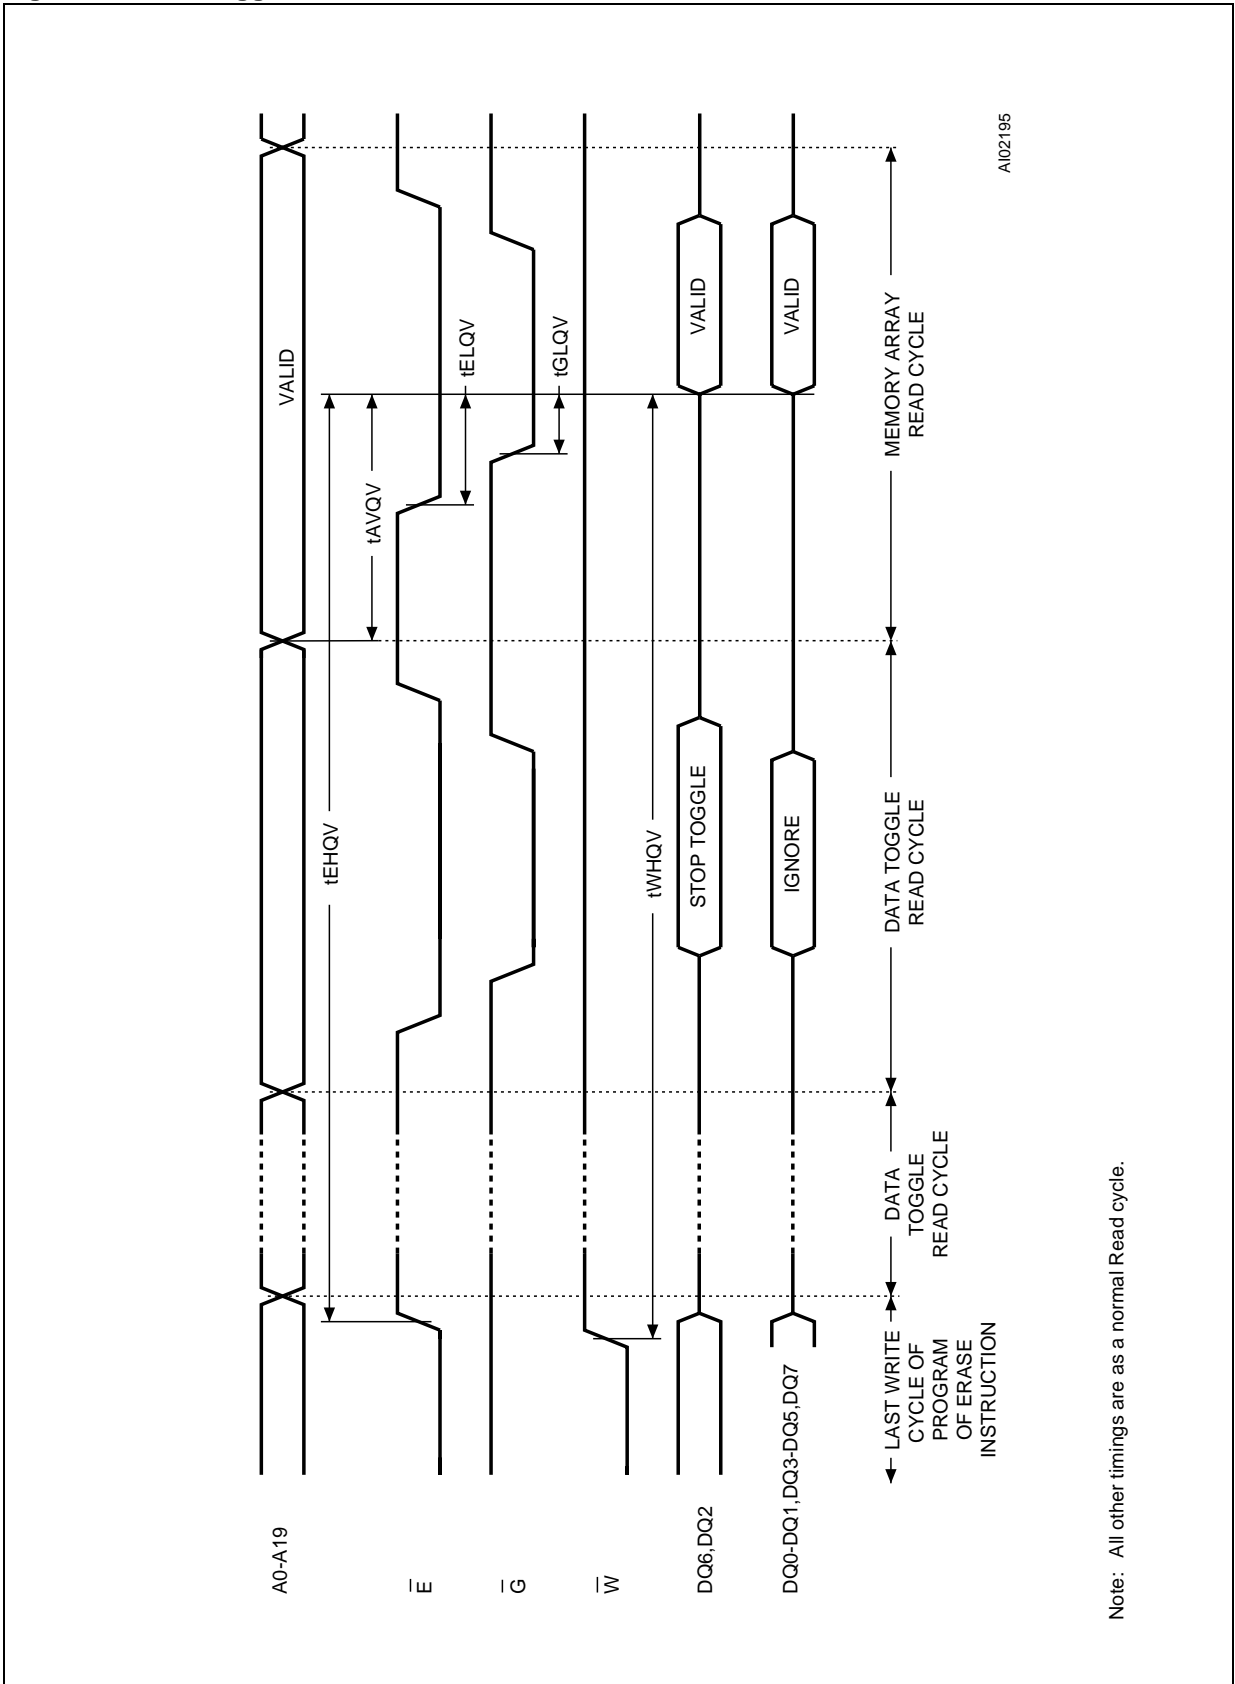 A0-A19
VALID
tEHQV
tAVQV
E
tELQV
G
tGLQV
W
tWHQV
DQ6,DQ2
STOP TOGGLE
VALID
DQ0-DQ1,DQ3-DQ5,DQ7
IGNORE
VALID
LAST WRITE
CYCLE OF
PROGRAM
OF ERASE
INSTRUCTION
DATA
TOGGLE
READ CYCLE
DATA TOGGLE
READ CYCLE
MEMORY ARRAY
READ CYCLE
AI02195
Note: All other timings are as a normal Read cycle.